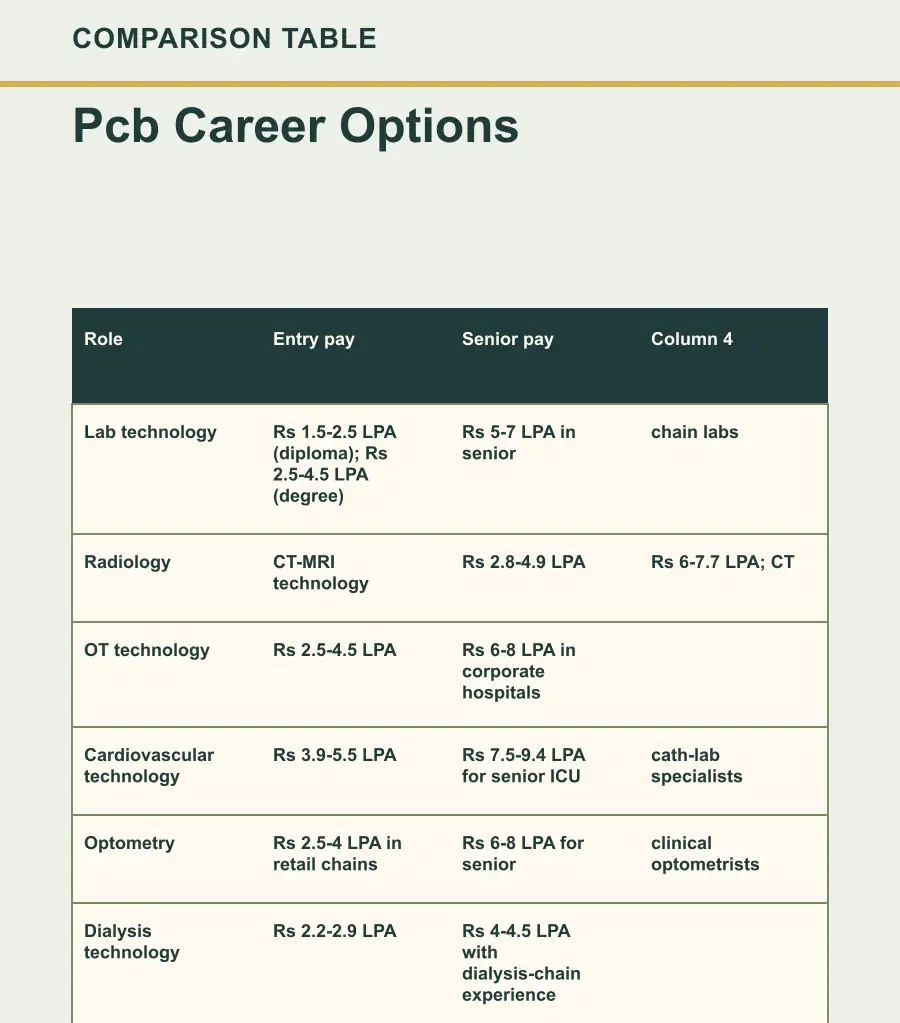 COMPARISON TABLE
Pcb Career Options
Role
Entry pay
Senior pay
Column 4
Lab technology
Rs 1.5-2.5 LPA
(diploma); Rs
2.5-4.5 LPA
(degree)
Rs 5-7 LPA in
senior
chain labs
Radiology
CT-MRI
technology
Rs 2.8-4.9 LPA
Rs 6-7.7 LPA; CT
OT technology
Rs 2.5-4.5 LPA
Rs 6-8 LPA in
corporate
hospitals
Cardiovascular
technology
Rs 3.9-5.5 LPA
Rs 7.5-9.4 LPA
for senior ICU
cath-lab
specialists
Optometry
Rs 2.5-4 LPA in
retail chains
Rs 6-8 LPA for
senior
clinical
optometrists
Dialysis
technology
Rs 2.2-2.9 LPA
Rs 4-4.5 LPA
with
dialysis-chain
experience